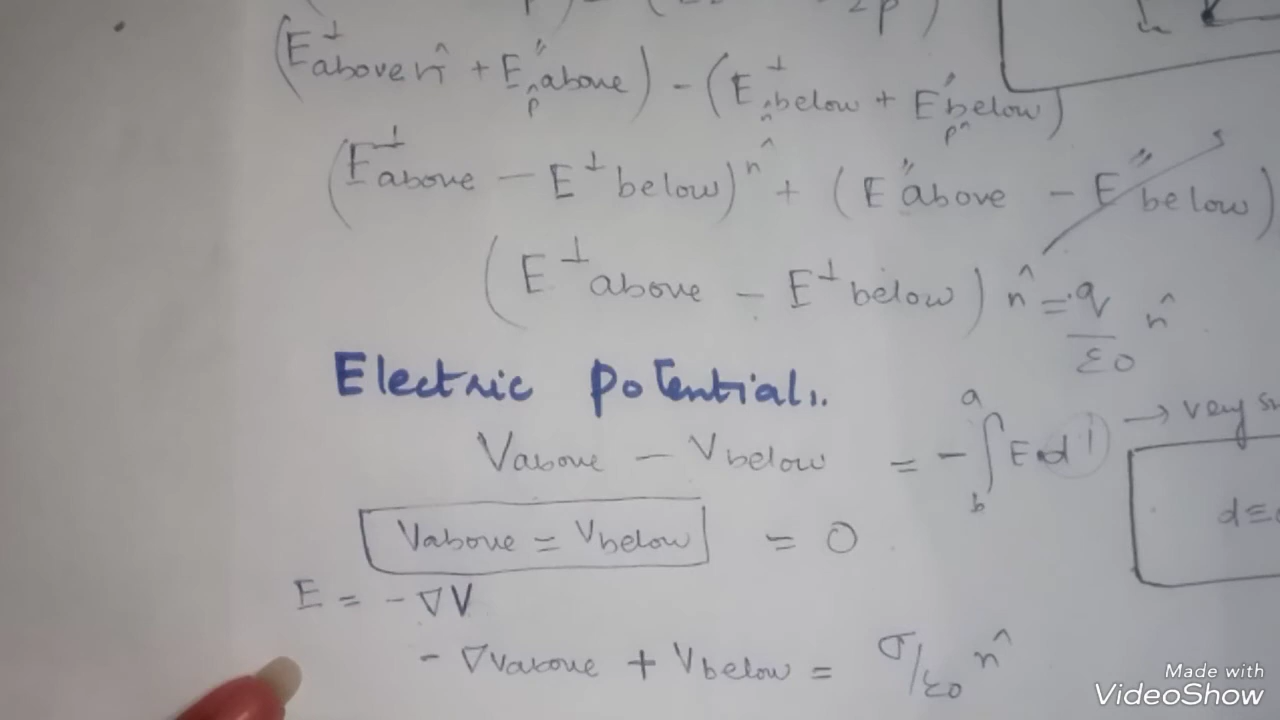 (E⊥above n̂ + E"above p̂) - (E⊥below n̂ + E"below p̂)
(E⊥above - E⊥below) n̂ + (E"above - E"below)
(E⊥above - E⊥below) n̂ = q/ε0 n̂
Electric potential.
Vabove - Vbelow = - ∫ b a E.dl → very
Vabove = Vbelow = 0
E = - ∇V
- ∇Vabove + Vbelow = σ/ε0 n̂
Made with
VideoShow